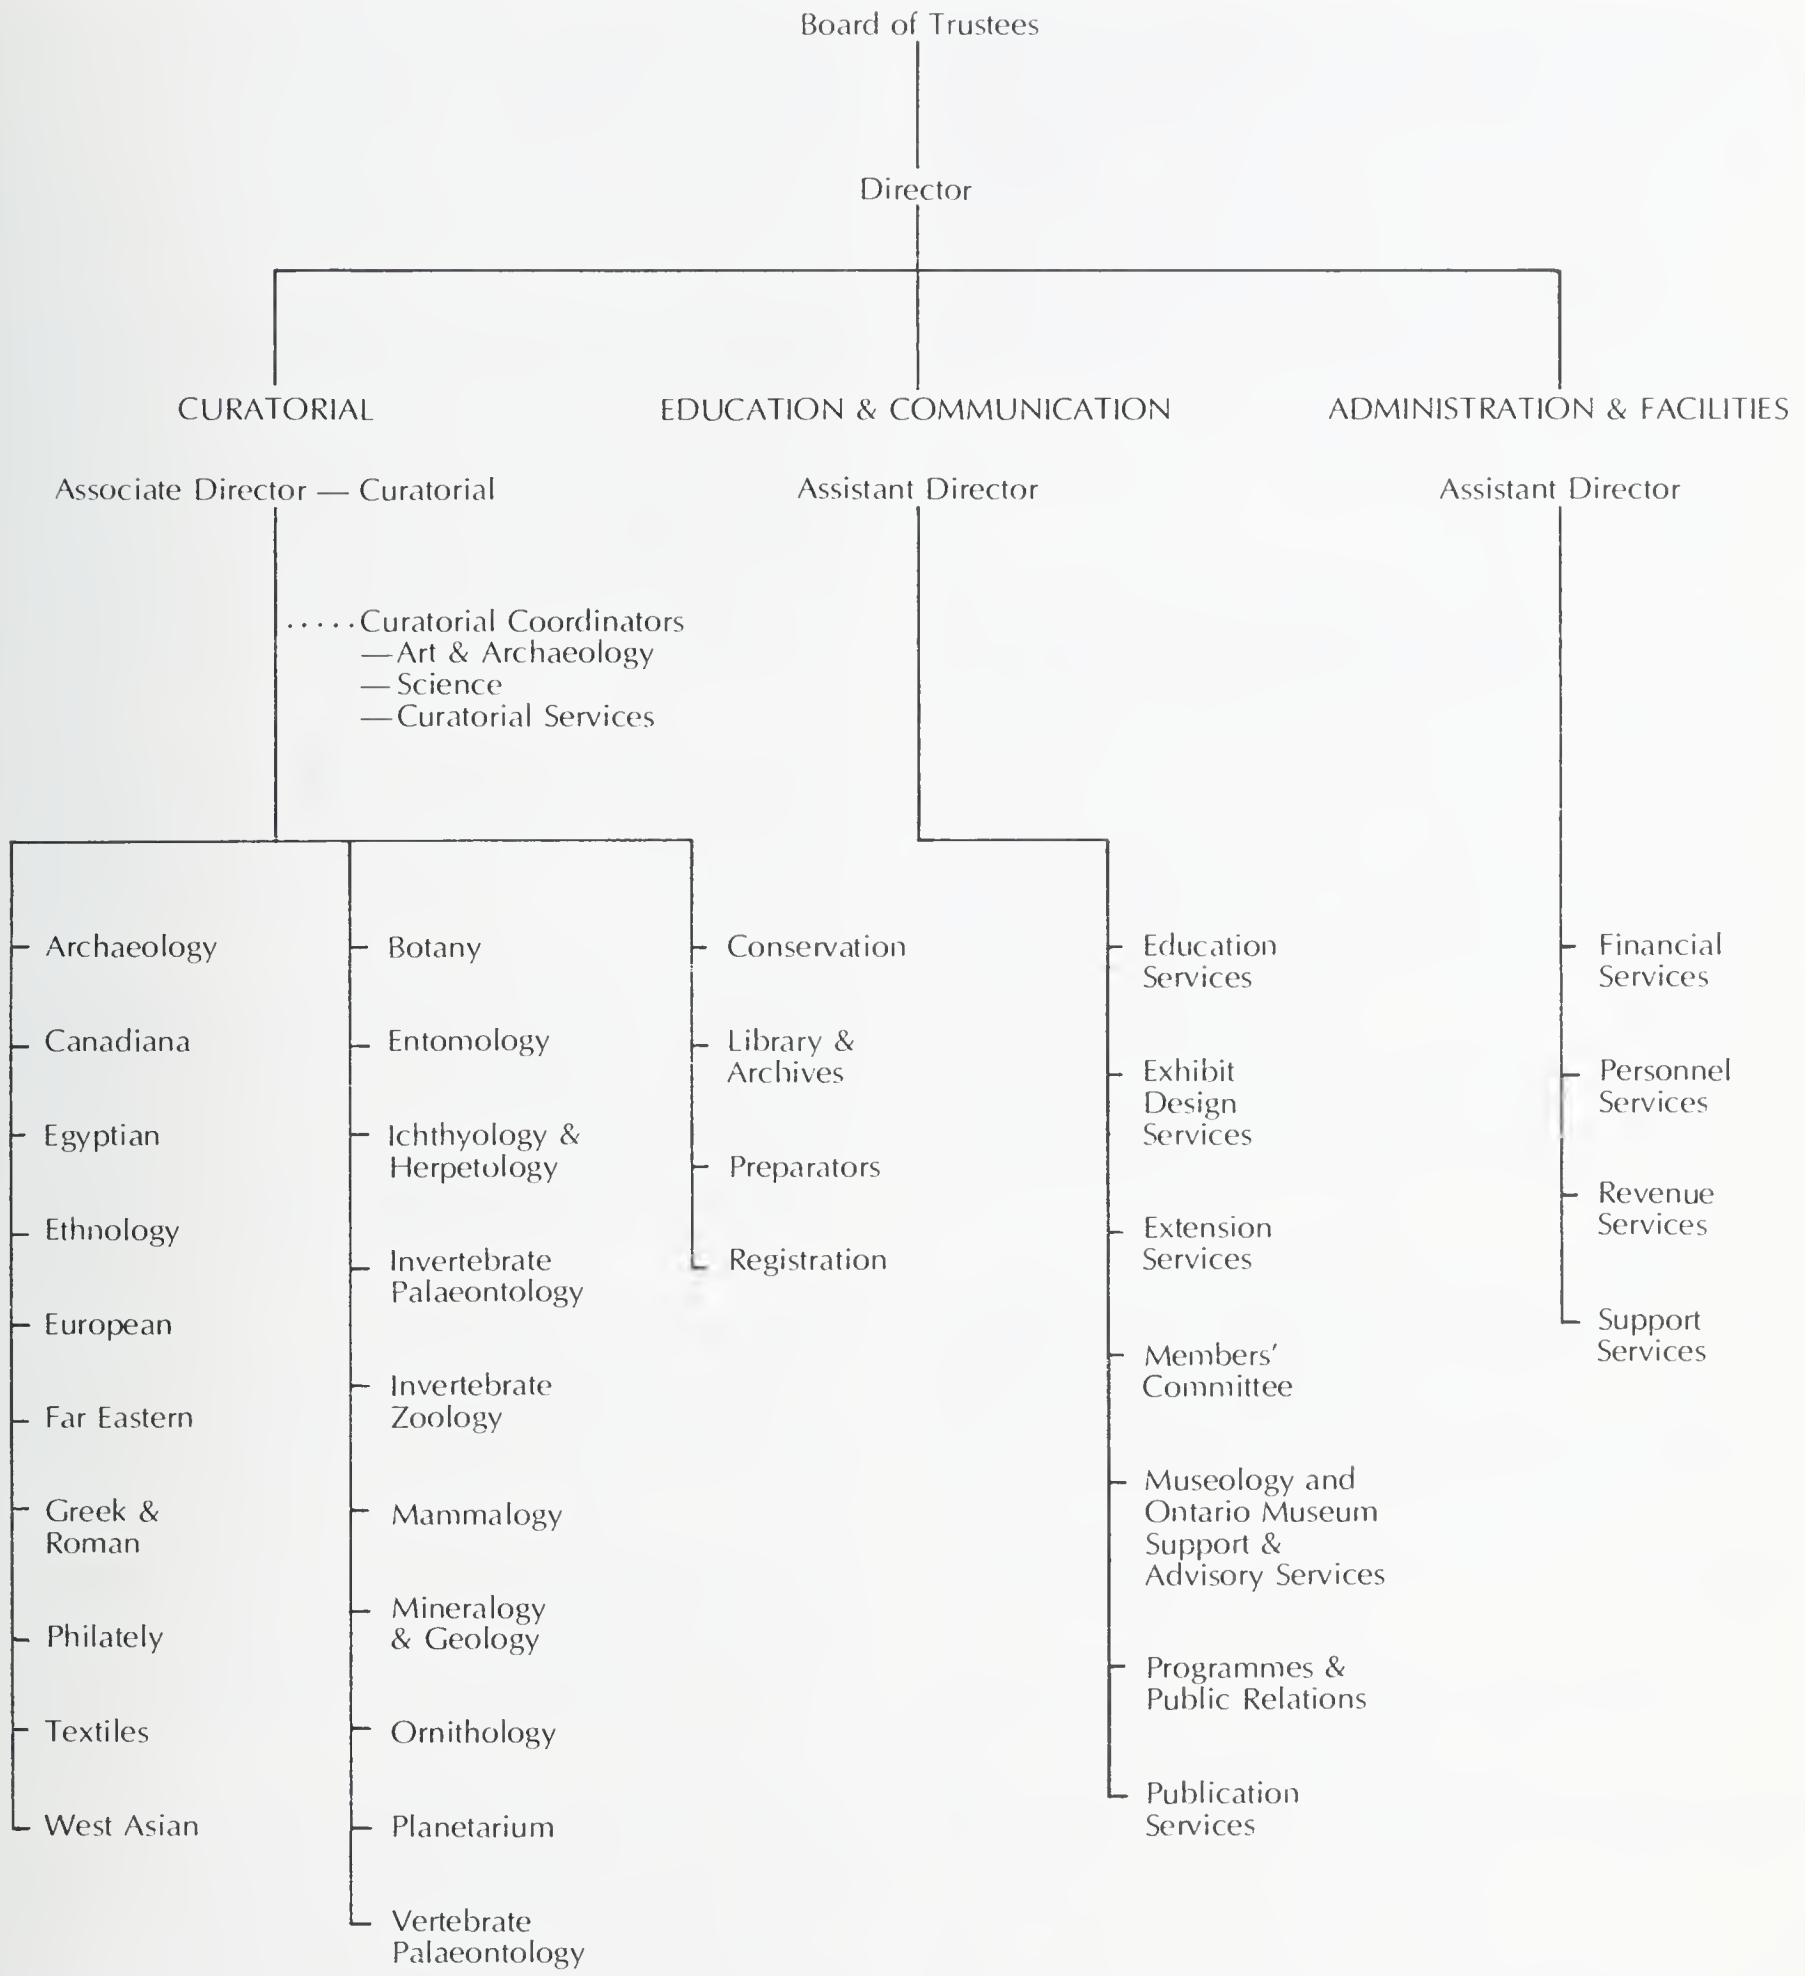 Board of Trustees
Director
CURATORIAL
Associate Director — Curatorial
·····Curatorial Coordinators
—Art & Archaeology
—Science
—Curatorial Services
Archaeology
Canadiana
Egyptian
Ethnology
European
Far Eastern
Greek &
Roman
Philately
Textiles
West Asian
Botany
Entomology
Ichthyology &
Herpetology
Invertebrate
Palaeontology
Invertebrate
Zoology
Mammalogy
Mineralogy
& Geology
Ornithology
Planetarium
Vertebrate
Palaeontology
Conservation
Library &
Archives
Preparators
Registration
EDUCATION & COMMUNICATION
Assistant Director
Education
Services
Exhibit
Design
Services
Extension
Services
Members'
Committee
Museology and
Ontario Museum
Support &
Advisory Services
Programmes &
Public Relations
Publication
Services
ADMINISTRATION & FACILITIES
Assistant Director
Financial
Services
Personnel
Services
Revenue
Services
Support
Services